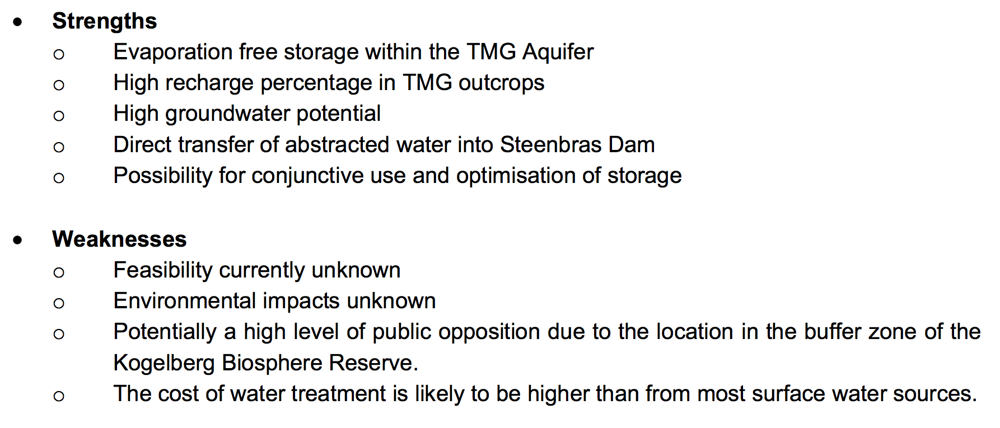 • Strengths
o Evaporation free storage within the TMG Aquifer
o High recharge percentage in TMG outcrops
o High groundwater potential
o Direct transfer of abstracted water into Steenbras Dam
o Possibility for conjunctive use and optimisation of storage
• Weaknesses
o Feasibility currently unknown
o Environmental impacts unknown
o Potentially a high level of public opposition due to the location in the buffer zone of the
Kogelberg Biosphere Reserve.
o The cost of water treatment is likely to be higher than from most surface water sources.